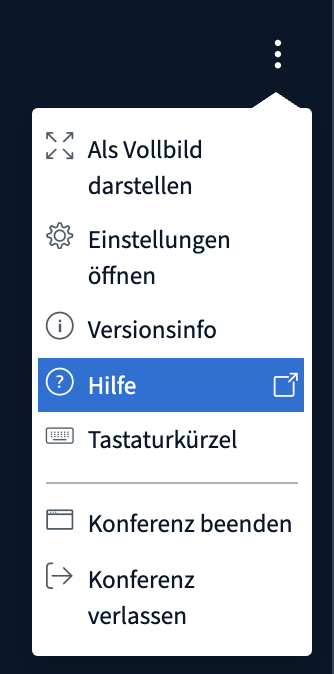 Als Vollbild
darstellen
Einstellungen
öffnen
Versionsinfo
Hilfe
Tastaturkürzel
Konferenz beenden
Konferenz
verlassen